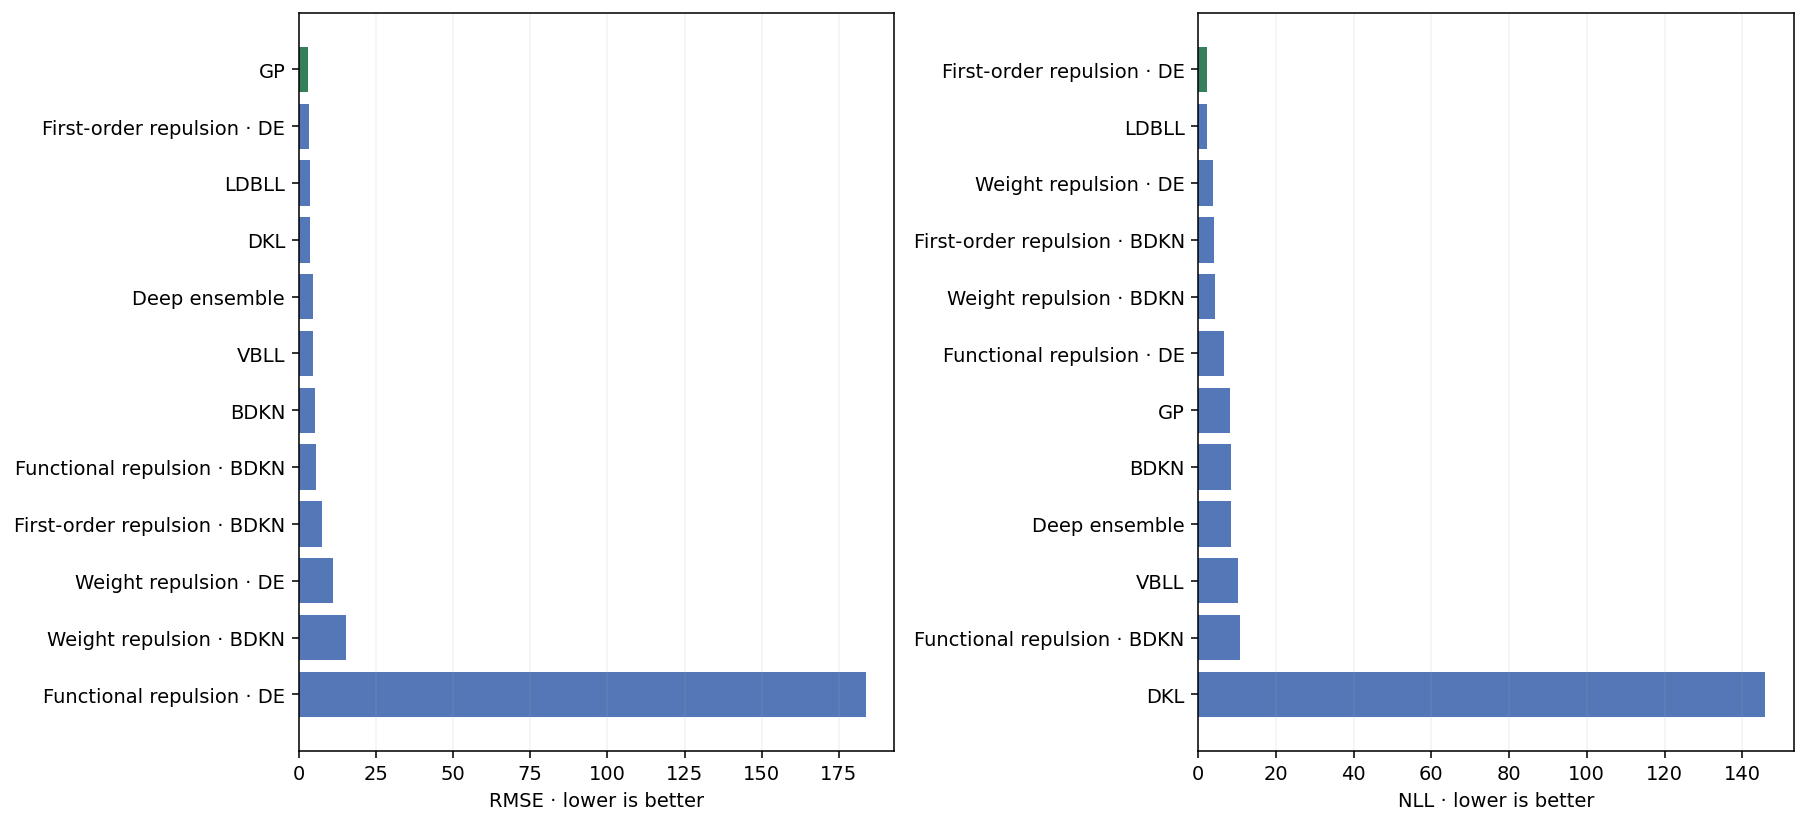 GP
First-order repulsion · DE
LDBLL
DKL
Deep ensemble
VBLL
BDKN
Functional repulsion · BDKN
First-order repulsion · BDKN
Weight repulsion · DE
Weight repulsion · BDKN
Functional repulsion · DE
0 25 50 75 100 125 150 175
RMSE · lower is better
First-order repulsion · DE
LDBLL
Weight repulsion · DE
First-order repulsion · BDKN
Weight repulsion · BDKN
Functional repulsion · DE
GP
BDKN
Deep ensemble
VBLL
Functional repulsion · BDKN
DKL
0 20 40 60 80 100 120 140
NLL · lower is better